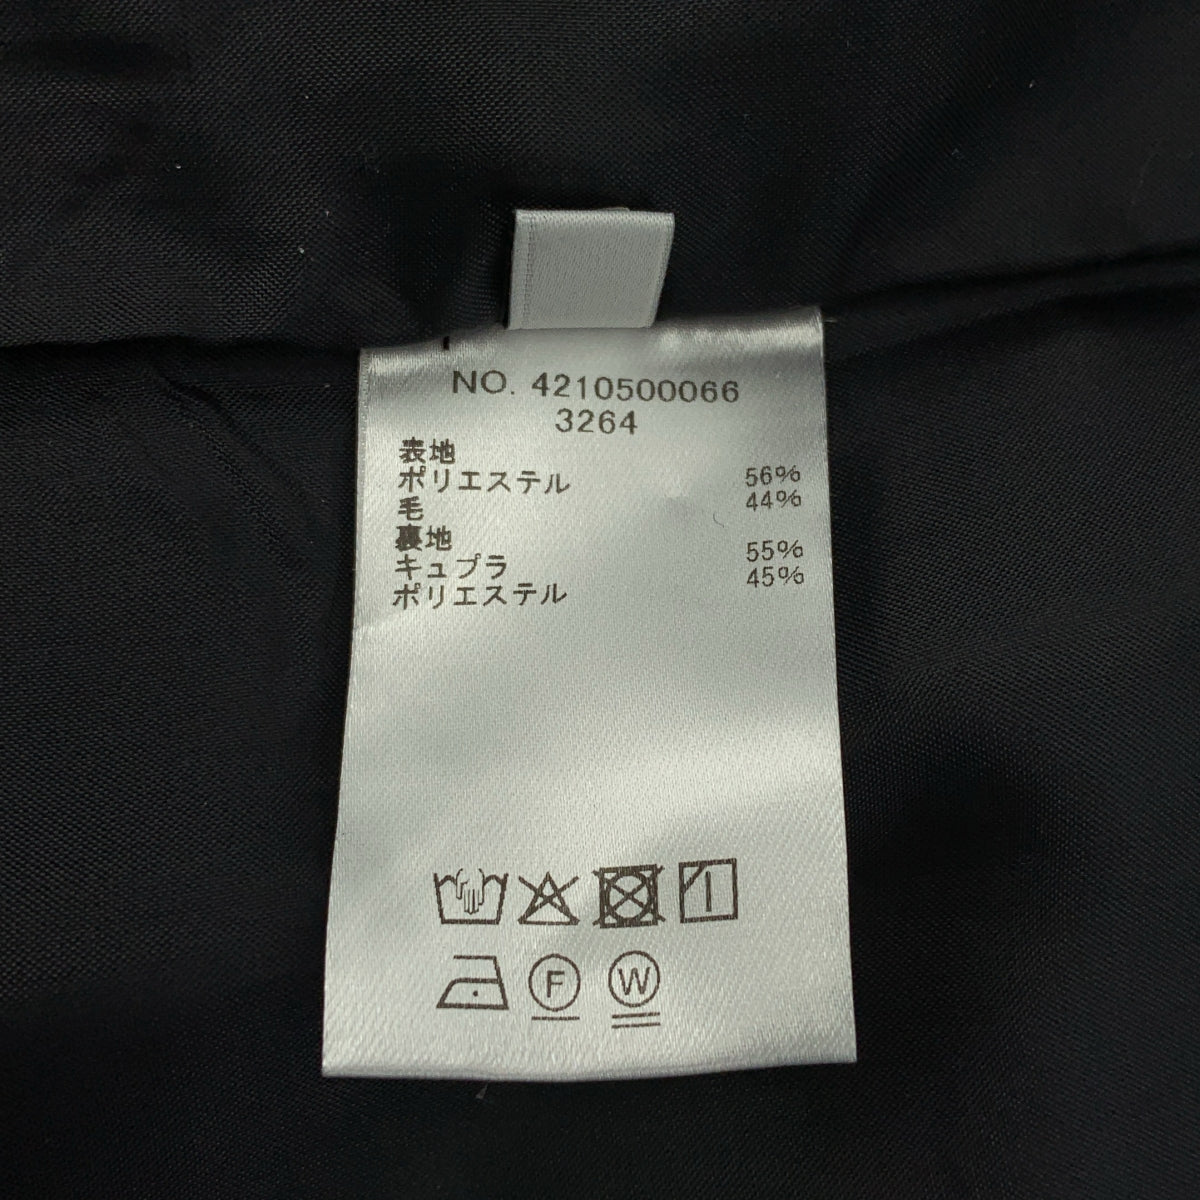 NO. 4210500066
3264
表地
ポリエステル 56%
毛 44%
裏地
キュプラ 55%
ポリエステル 45%
F
W